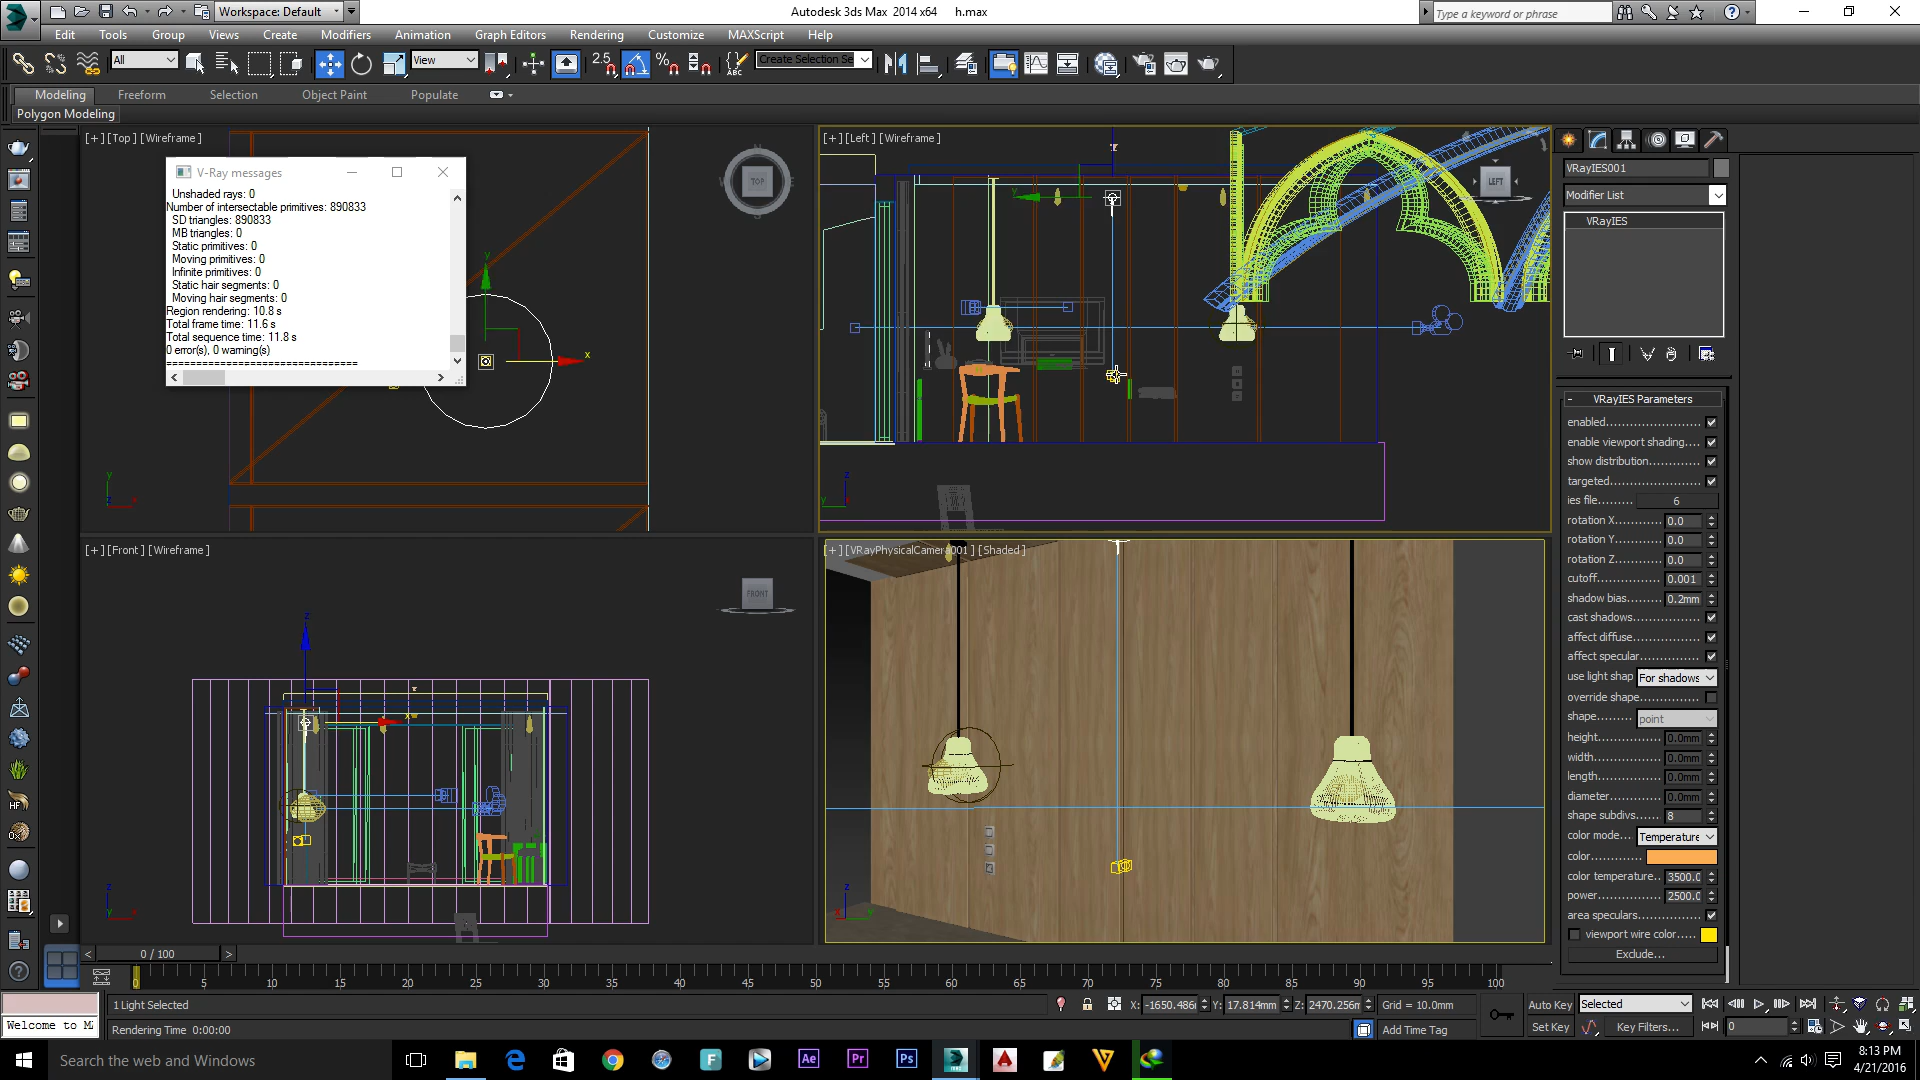 Workspace: Default
Autodesk 3ds Max 2014 x64 h.max
Type a keyword or phrase
Edit Tools Group Views Create Modifiers Animation Graph Editors Rendering Customize MAXScript Help
All
View
2.5
Create Selection Se
Modeling Freeform Selection Object Paint Populate
Polygon Modeling
[+] [Top] [Wireframe]
TOP
V-Ray messages
Unshaded rays: 0
Number of intersectable primitives: 890833
SD triangles: 890833
MB triangles: 0
Static primitives: 0
Moving primitives: 0
Infinite primitives: 0
Static hair segments: 0
Moving hair segments: 0
Region rendering: 10.8 s
Total frame time: 11.6 s
Total sequence time: 11.8 s
0 error(s), 0 warning(s)
==============================
[+] [Left] [Wireframe]
LEFT
[+] [Front] [Wireframe]
FRONT
[+] [VRayPhysicalCamera001] [Shaded]
VRayIES001
Modifier List
VRayIES
- VRayIES Parameters
enabled
enable viewport shading
show distribution
targeted
ies file 6
rotation X 0.0
rotation Y 0.0
rotation Z 0.0
cutoff 0.001
shadow bias 0.2mm
cast shadows
affect diffuse
affect specular
use light shap For shadows
override shape
shape point
height 0.0mm
width 0.0mm
length 0.0mm
diameter 0.0mm
shape subdivs 8
color mode... Temperature
color
color temperature.. 3500.0
power 2500.0
area speculars
viewport wire color
Exclude...
HF
0 / 100
0 5 10 15 20 25 30 35 40 45 50 55 60 65 70 75 80 85 90 95 100
Welcome to M
1 Light Selected
Rendering Time 0:00:00
X: -1650.486 Y: 17.814mm Z: 2470.256m
Grid = 10.0mm
Add Time Tag
Auto Key
Selected
Set Key
Key Filters...
0
Search the web and Windows
Ae
Pr
Ps
8:13 PM
4/21/2016